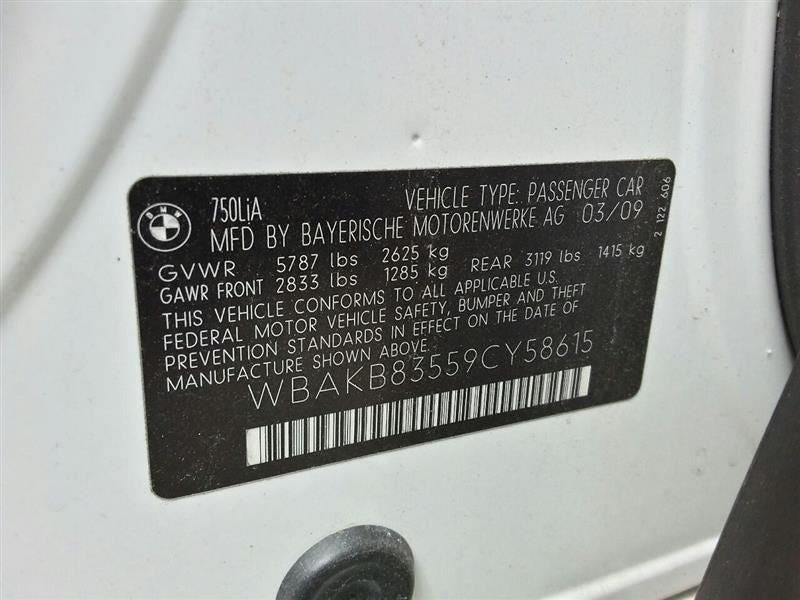 BMW
750LiA VEHICLE TYPE: PASSENGER CAR
MFD BY BAYERISCHE MOTORENWERKE AG 03/09
GVWR 5787 lbs 2625 kg
GAWR FRONT 2833 lbs 1285 kg REAR 3119 lbs 1415 kg
THIS VEHICLE CONFORMS TO ALL APPLICABLE U.S.
FEDERAL MOTOR VEHICLE SAFETY, BUMPER AND THEFT
PREVENTION STANDARDS IN EFFECT ON THE DATE OF
MANUFACTURE SHOWN ABOVE.
WBAKB83559CY58615
2 122 606